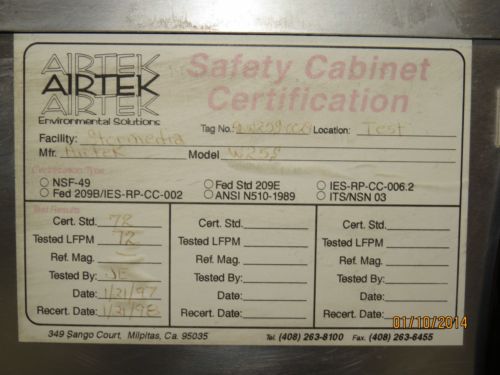 AIRTEK
AIRTEK
AIRTEK
Environmental Solutions
Safety Cabinet
Certification
Tag No. Location: Test
Facility: Stormedia
Mfr. Airtek Model
Certification Type
NSF-49 Fed Std 209E IES-RP-CC-006.2
Fed 209B/IES-RP-CC-002 ANSI N510-1989 ITS/NSN 03
Test Results
Cert. Std. 72 Cert. Std. Cert. Std.
Tested LFPM 72 Tested LFPM Tested LFPM
Ref. Mag. Ref. Mag. Ref. Mag.
Tested By: JE Tested By: Tested By:
Date: 1/21/97 Date: Date:
Recert. Date: 1/21/98 Recert. Date: Recert. Date:
349 Sango Court, Milpitas, Ca. 95035 Tel. (408) 263-8100 Fax. (408) 263-6455
01/10/2014